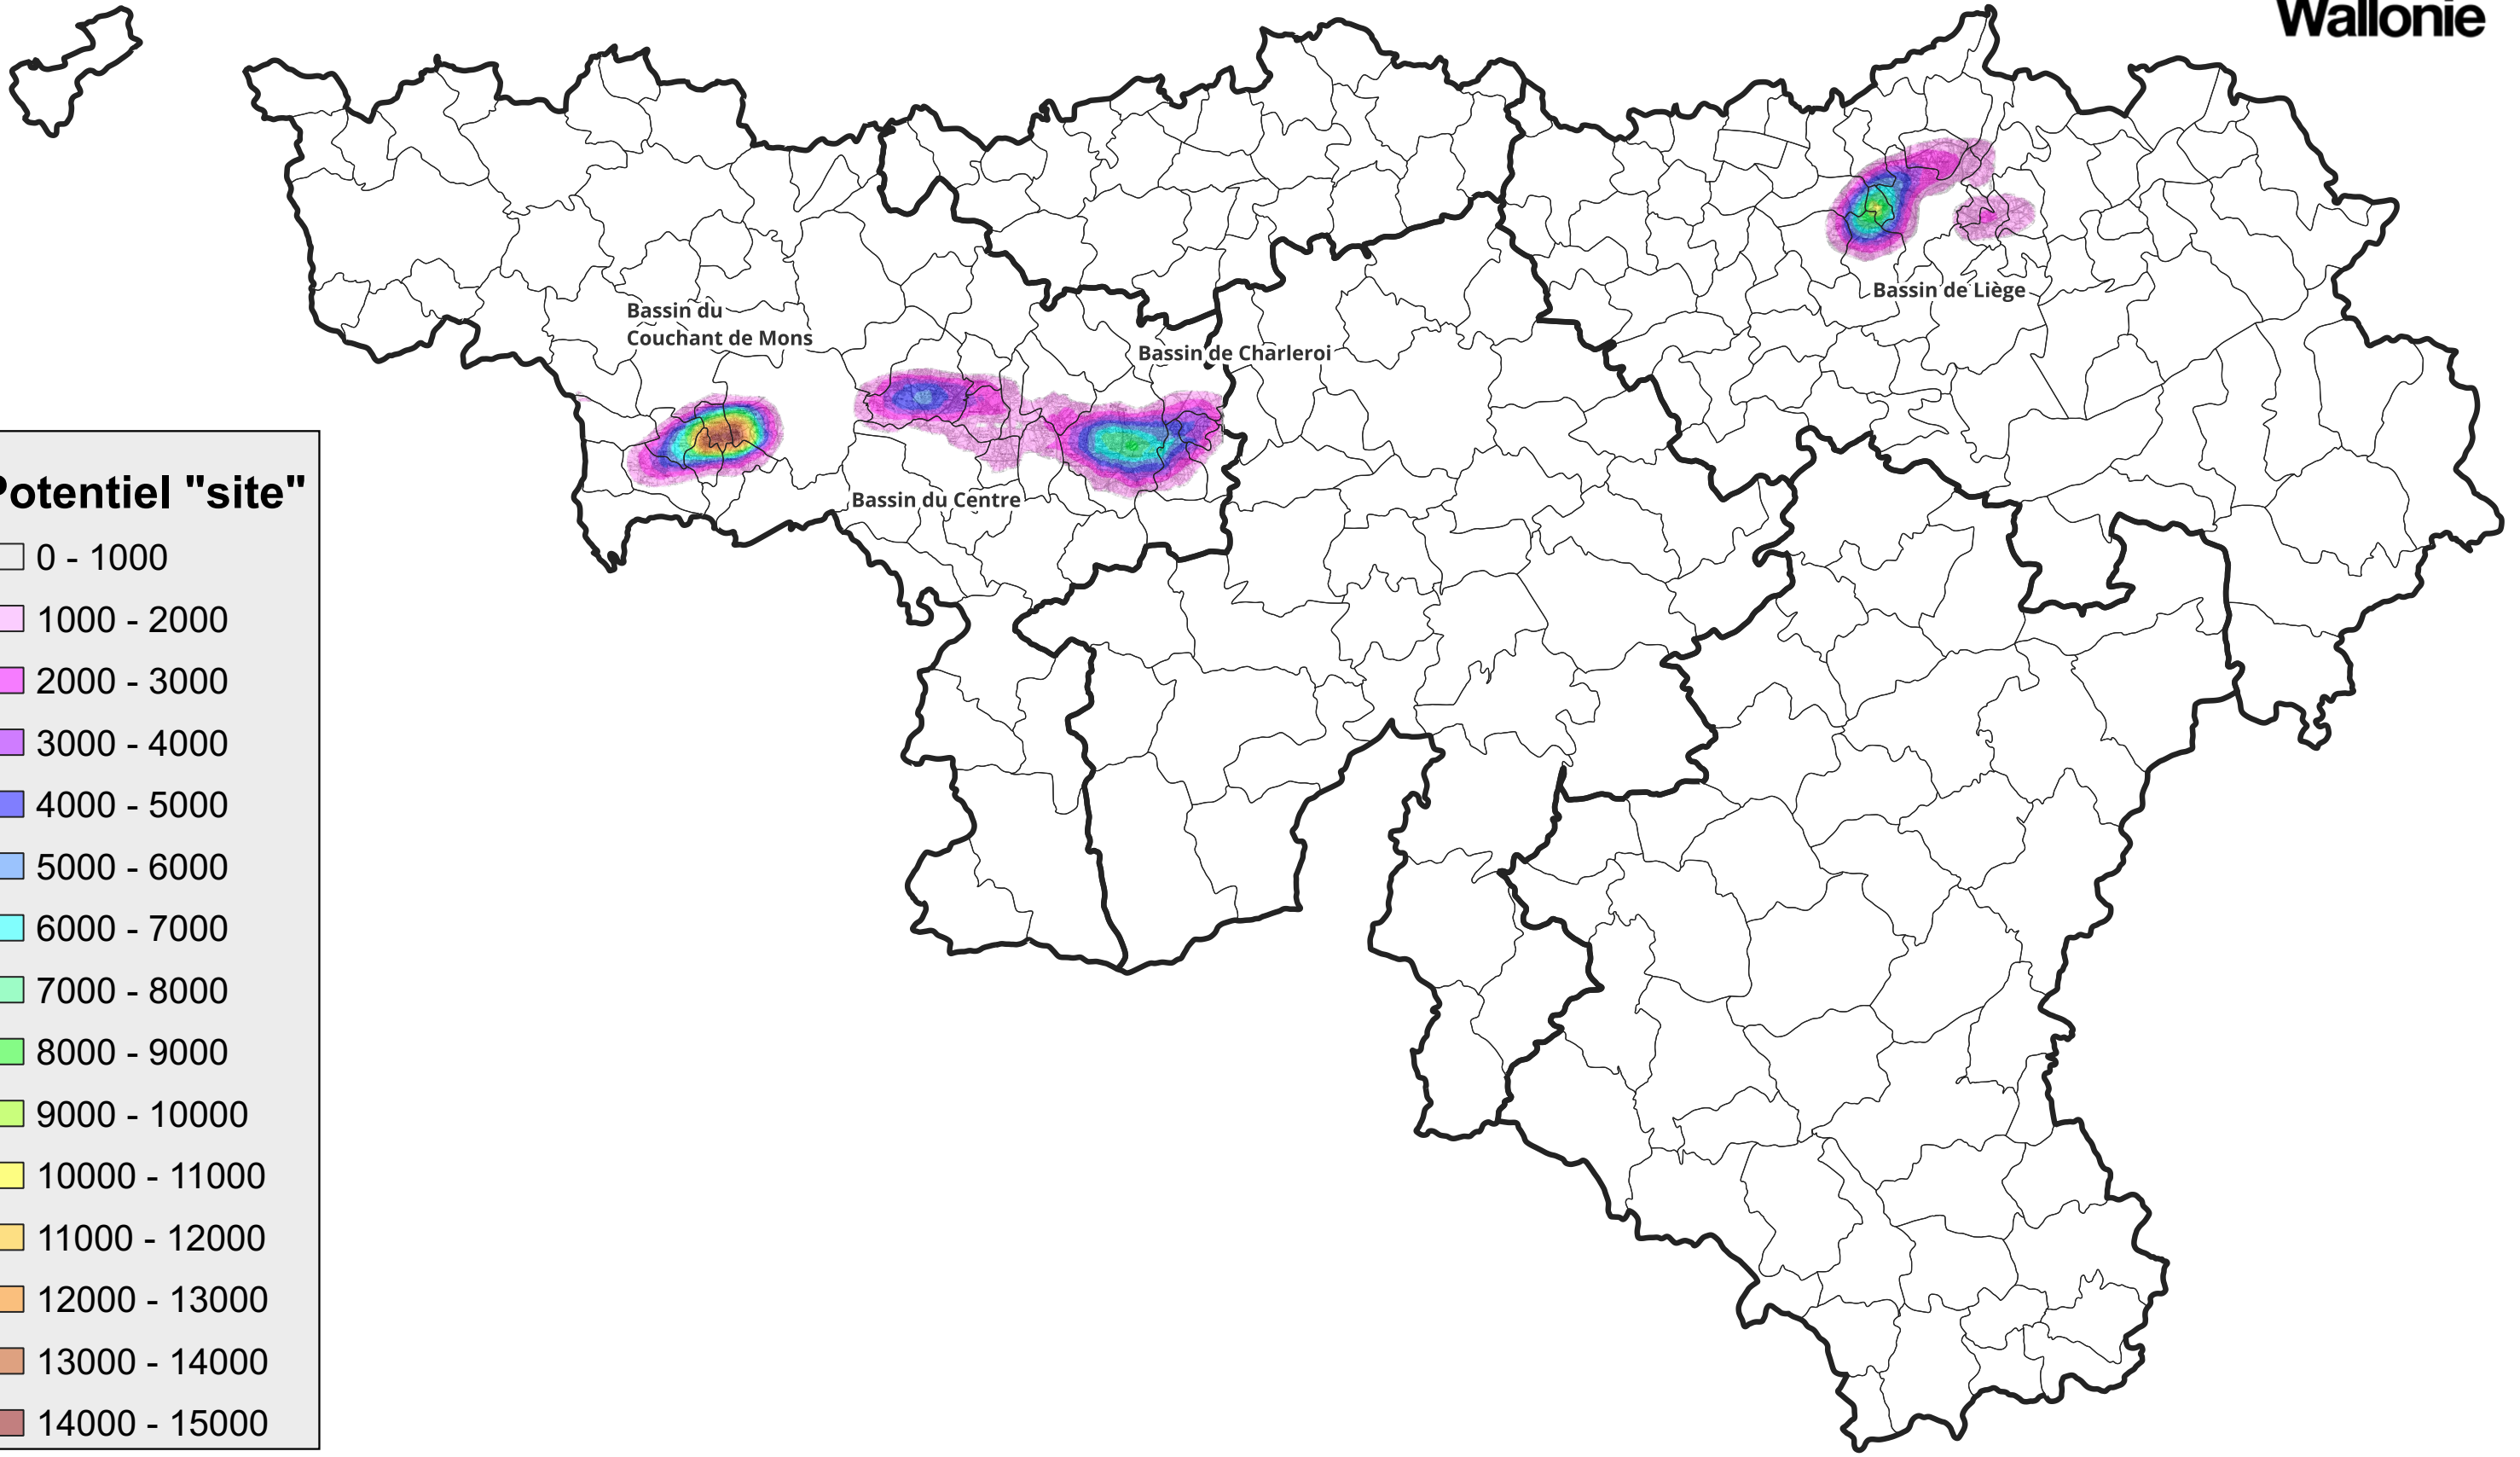 Wallonie
Bassin du
Couchant de Mons
Bassin de Charleroi
Bassin de Liège
Bassin du Centre
Potentiel "site"
0 - 1000
1000 - 2000
2000 - 3000
3000 - 4000
4000 - 5000
5000 - 6000
6000 - 7000
7000 - 8000
8000 - 9000
9000 - 10000
10000 - 11000
11000 - 12000
12000 - 13000
13000 - 14000
14000 - 15000